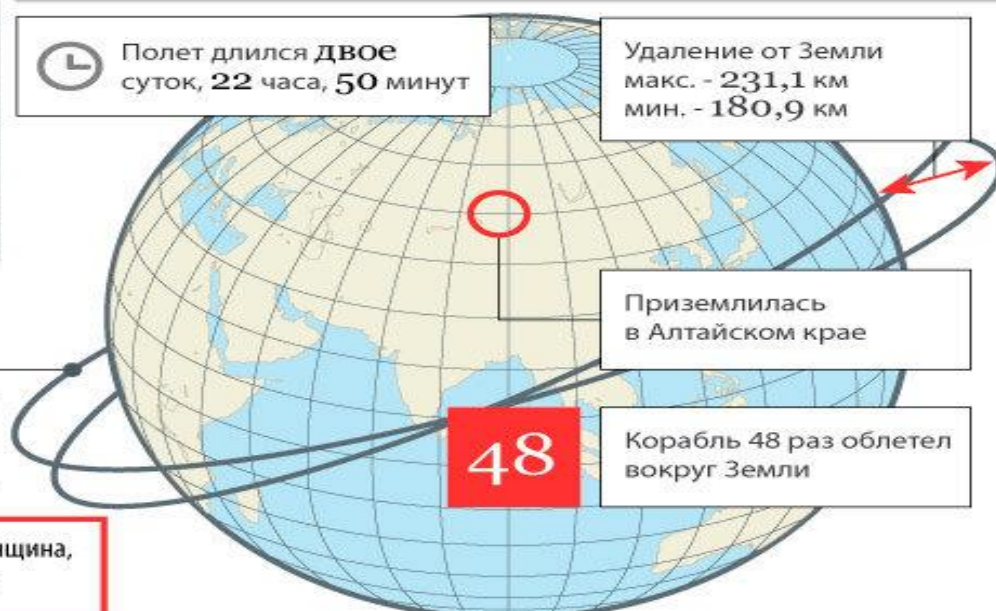 Полет длился двое
суток, 22 часа, 50 минут
Удаление от Земли
макс. - 231,1 км
мин. - 180,9 км
Приземлилась
в Алтайском крае
48
Корабль 48 раз облетел
вокруг Земли